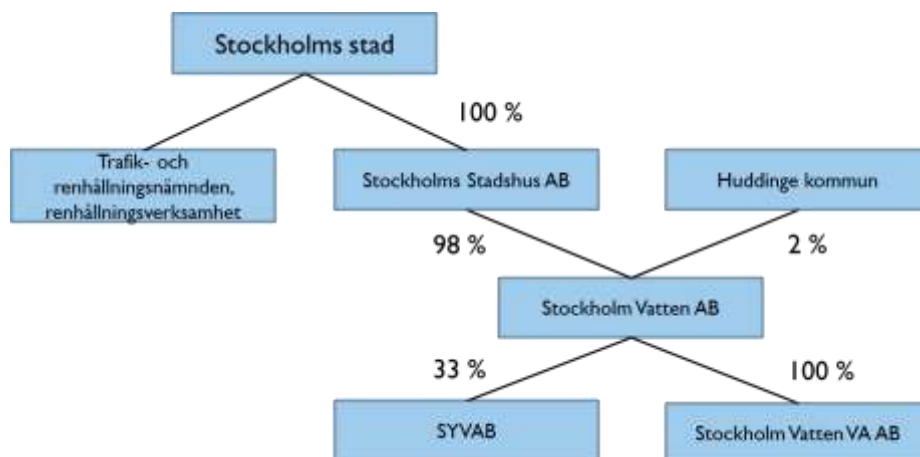 Stockholms stad
100 %
Trafik- och
renhållningsnämnden,
renhållningsverksamhet
Stockholms Stadshus AB
Huddinge kommun
98 %
2 %
Stockholm Vatten AB
33 %
100 %
SYVAB
Stockholm Vatten VA AB